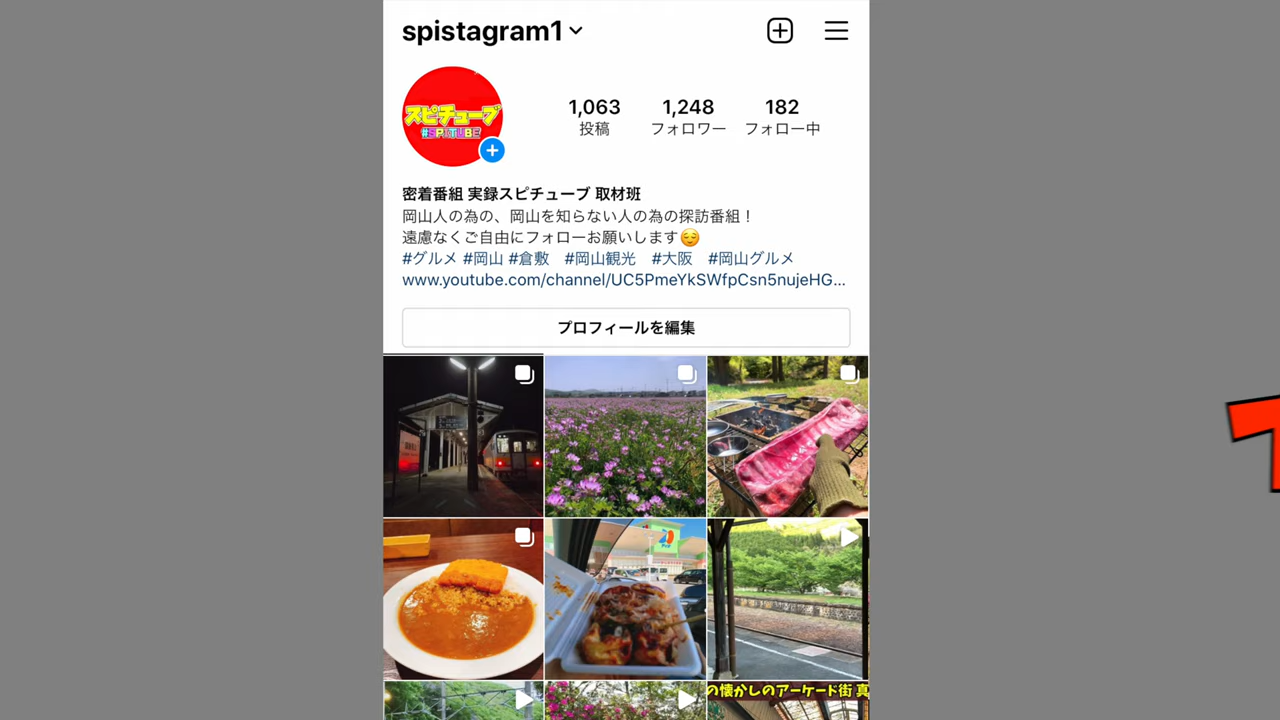 spistagram1
スピチューブ
#SPITUBE
1,063
投稿
1,248
フォロワー
182
フォロー中
密着番組 実録スピチューブ 取材班
岡山人の為の、岡山を知らない人の為の探訪番組！
遠慮なくご自由にフォローお願いします😌
#グルメ #岡山 #倉敷 #岡山観光 #大阪 #岡山グルメ
www.youtube.com/channel/UC5PmeYkSWfpCsn5nujeHG...
プロフィールを編集
の懐かしのアーケード街 真